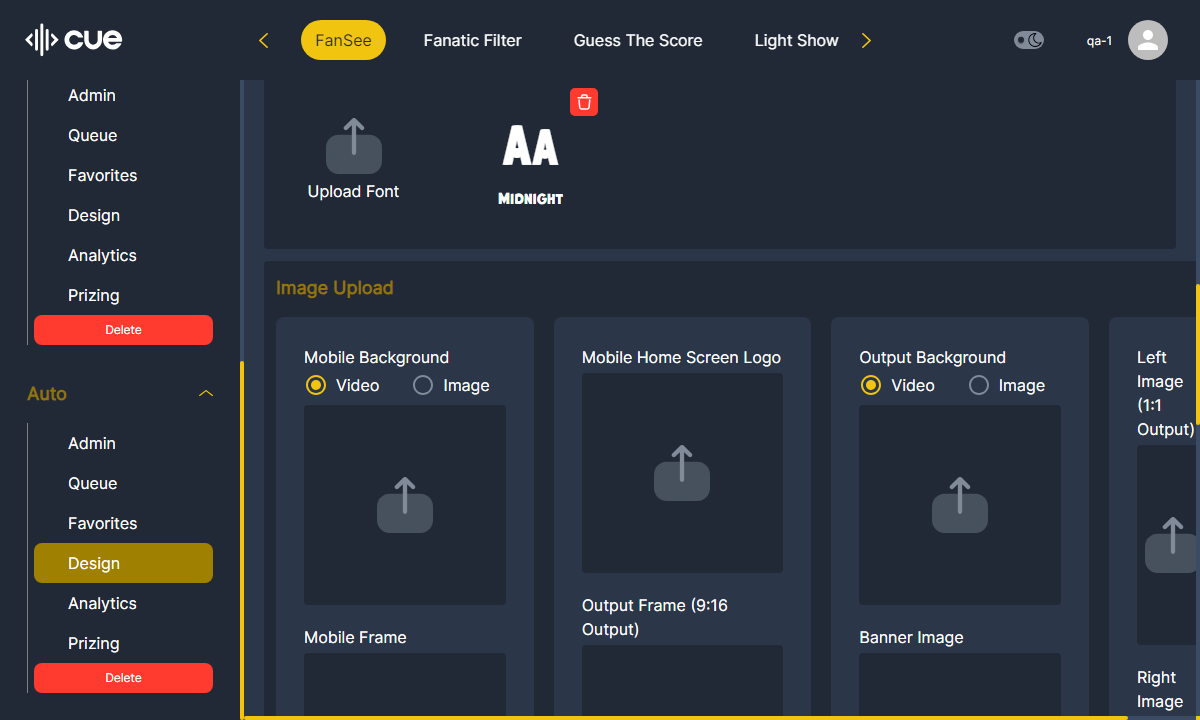 cue
FanSee
Fanatic Filter
Guess The Score
Light Show
qa-1
Admin
Queue
Favorites
Design
Analytics
Prizing
Delete
Auto
Admin
Queue
Favorites
Design
Analytics
Prizing
Delete
Upload Font
AA
MIDNIGHT
Image Upload
Mobile Background
Video
Image
Mobile Frame
Mobile Home Screen Logo
Output Frame (9:16
Output)
Output Background
Video
Image
Banner Image
Left
Image
(1:1
Output)
Right
Image